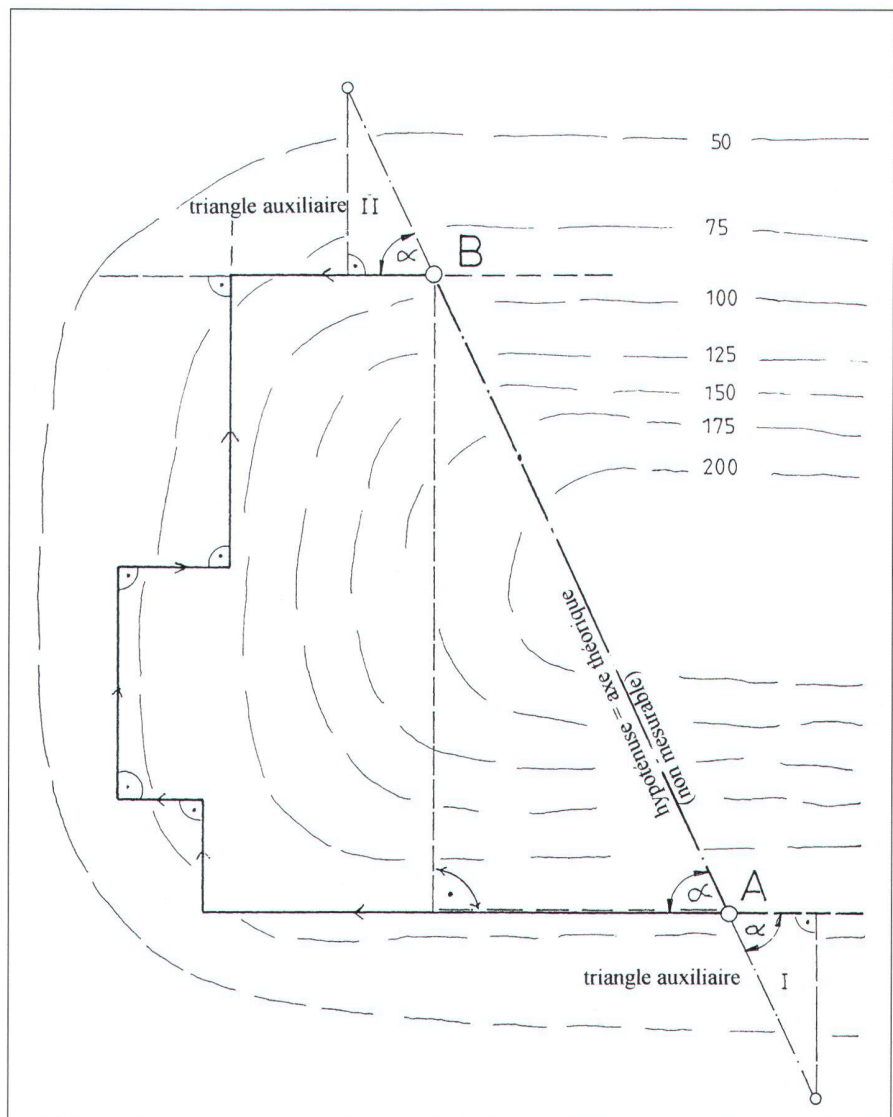 50
triangle auxiliaire II
75
α
B
100
125
150
175
200
hypoténuse = axe théorique
(non mesurable)
α
A
α
triangle auxiliaire I